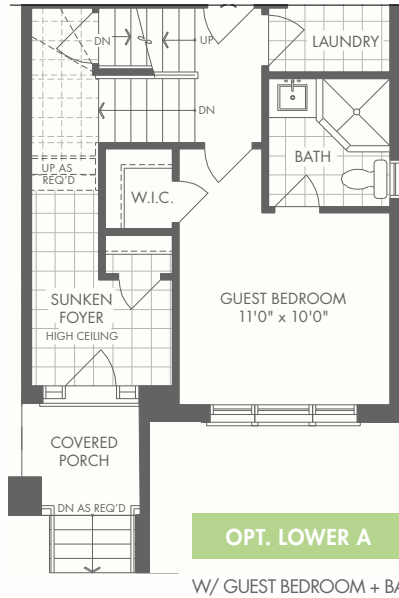 DN
UP
LAUNDRY
DN
BATH
UP AS
REQ'D
W.I.C.
SUNKEN
FOYER
HIGH CEILING
GUEST BEDROOM
11'0" x 10'0"
COVERED
PORCH
DN AS REQ'D
OPT. LOWER A
W/ GUEST BEDROOM + BA